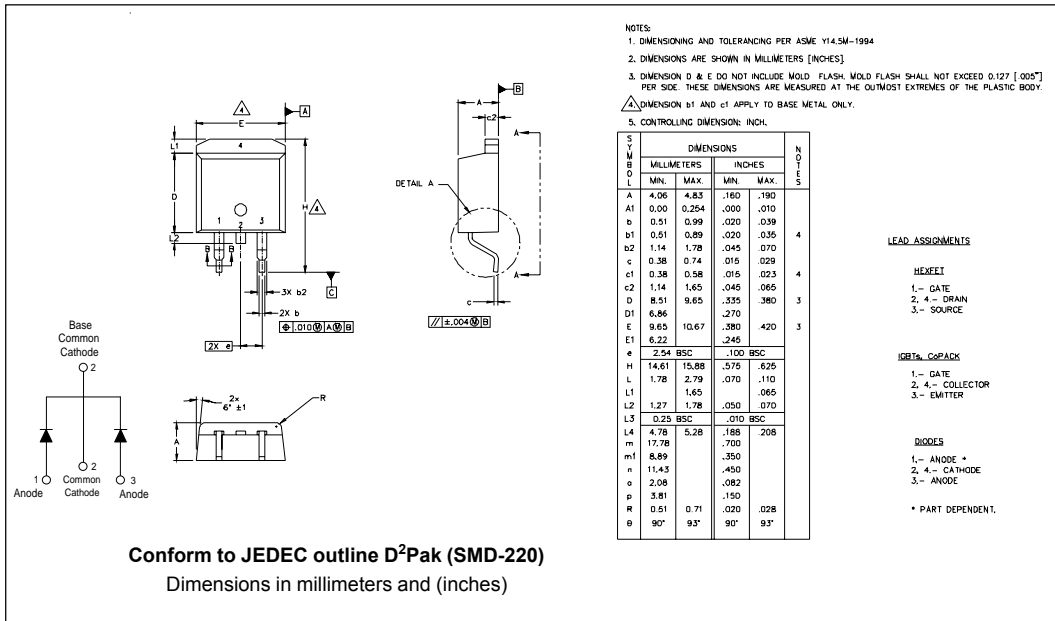 NOTES:
1. DIMENSIONING AND TOLERANCING PER ASME Y14.5M-1994
2. DIMENSIONS ARE SHOWN IN MILLIMETERS [INCHES].
3. DIMENSION D & E DO NOT INCLUDE MOLD FLASH. MOLD FLASH SHALL NOT EXCEED 0.127 [.005"]
PER SIDE. THESE DIMENSIONS ARE MEASURED AT THE OUTMOST EXTREMES OF THE PLASTIC BODY.
4 DIMENSION b1 AND c1 APPLY TO BASE METAL ONLY.
5. CONTROLLING DIMENSION: INCH.
4
A
E
L1
4
D
H 4
1 2 3
L2
B B
3X b2
C
2X b
⌖ .010 Ⓜ A Ⓜ B
2X e
B
A
c2
A
DETAIL A
A
c
// ±.004 Ⓜ B
2x
6° ±1
R
A
Base
Common
Cathode
2
1
Anode
2
Common
Cathode
3
Anode
SYMBOL DIMENSIONS NOTES
MILLIMETERS INCHES
MIN. MAX. MIN. MAX.
A 4.06 4.83 .160 .190
A1 0.00 0.254 .000 .010
b 0.51 0.99 .020 .039
b1 0.51 0.89 .020 .035 4
b2 1.14 1.78 .045 .070
c 0.38 0.74 .015 .029
c1 0.38 0.58 .015 .023 4
c2 1.14 1.65 .045 .065
D 8.51 9.65 .335 .380 3
D1 6.86 .270
E 9.65 10.67 .380 .420 3
E1 6.22 .245
e 2.54 BSC .100 BSC
H 14.61 15.88 .575 .625
L 1.78 2.79 .070 .110
L1 1.65 .065
L2 1.27 1.78 .050 .070
L3 0.25 BSC .010 BSC
L4 4.78 5.28 .188 .208
m 17.78 .700
m1 8.89 .350
n 11.43 .450
o 2.08 .082
p 3.81 .150
R 0.51 0.71 .020 .028
θ 90° 93° 90° 93°
LEAD ASSIGNMENTS
HEXFET
1.- GATE
2, 4.- DRAIN
3.- SOURCE
IGBTs, CoPACK
1.- GATE
2, 4.- COLLECTOR
3.- EMITTER
DIODES
1.- ANODE *
2, 4.- CATHODE
3.- ANODE
* PART DEPENDENT.
Conform to JEDEC outline D²Pak (SMD-220)
Dimensions in millimeters and (inches)